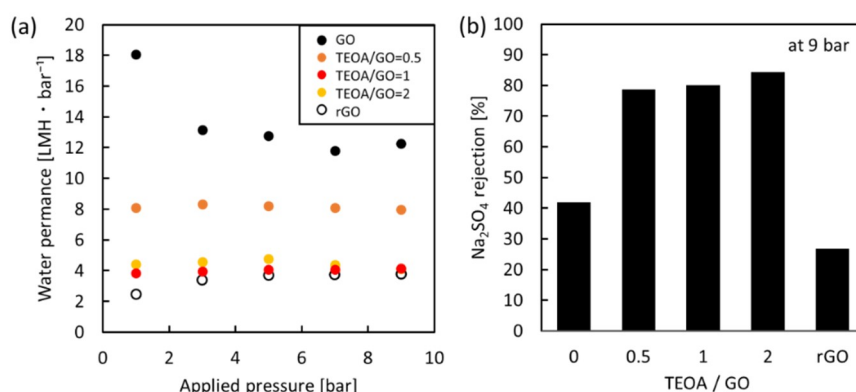 (a)
20
18
16
14
12
10
8
6
4
2
0
Water permance [LMH・bar⁻¹]
GO
TEOA/GO=0.5
TEOA/GO=1
TEOA/GO=2
rGO
0 2 4 6 8 10
Applied pressure [bar]
(b)
100
90
80
70
60
50
40
30
20
10
0
Na₂SO₄ rejection [%]
at 9 bar
0 0.5 1 2 rGO
TEOA / GO